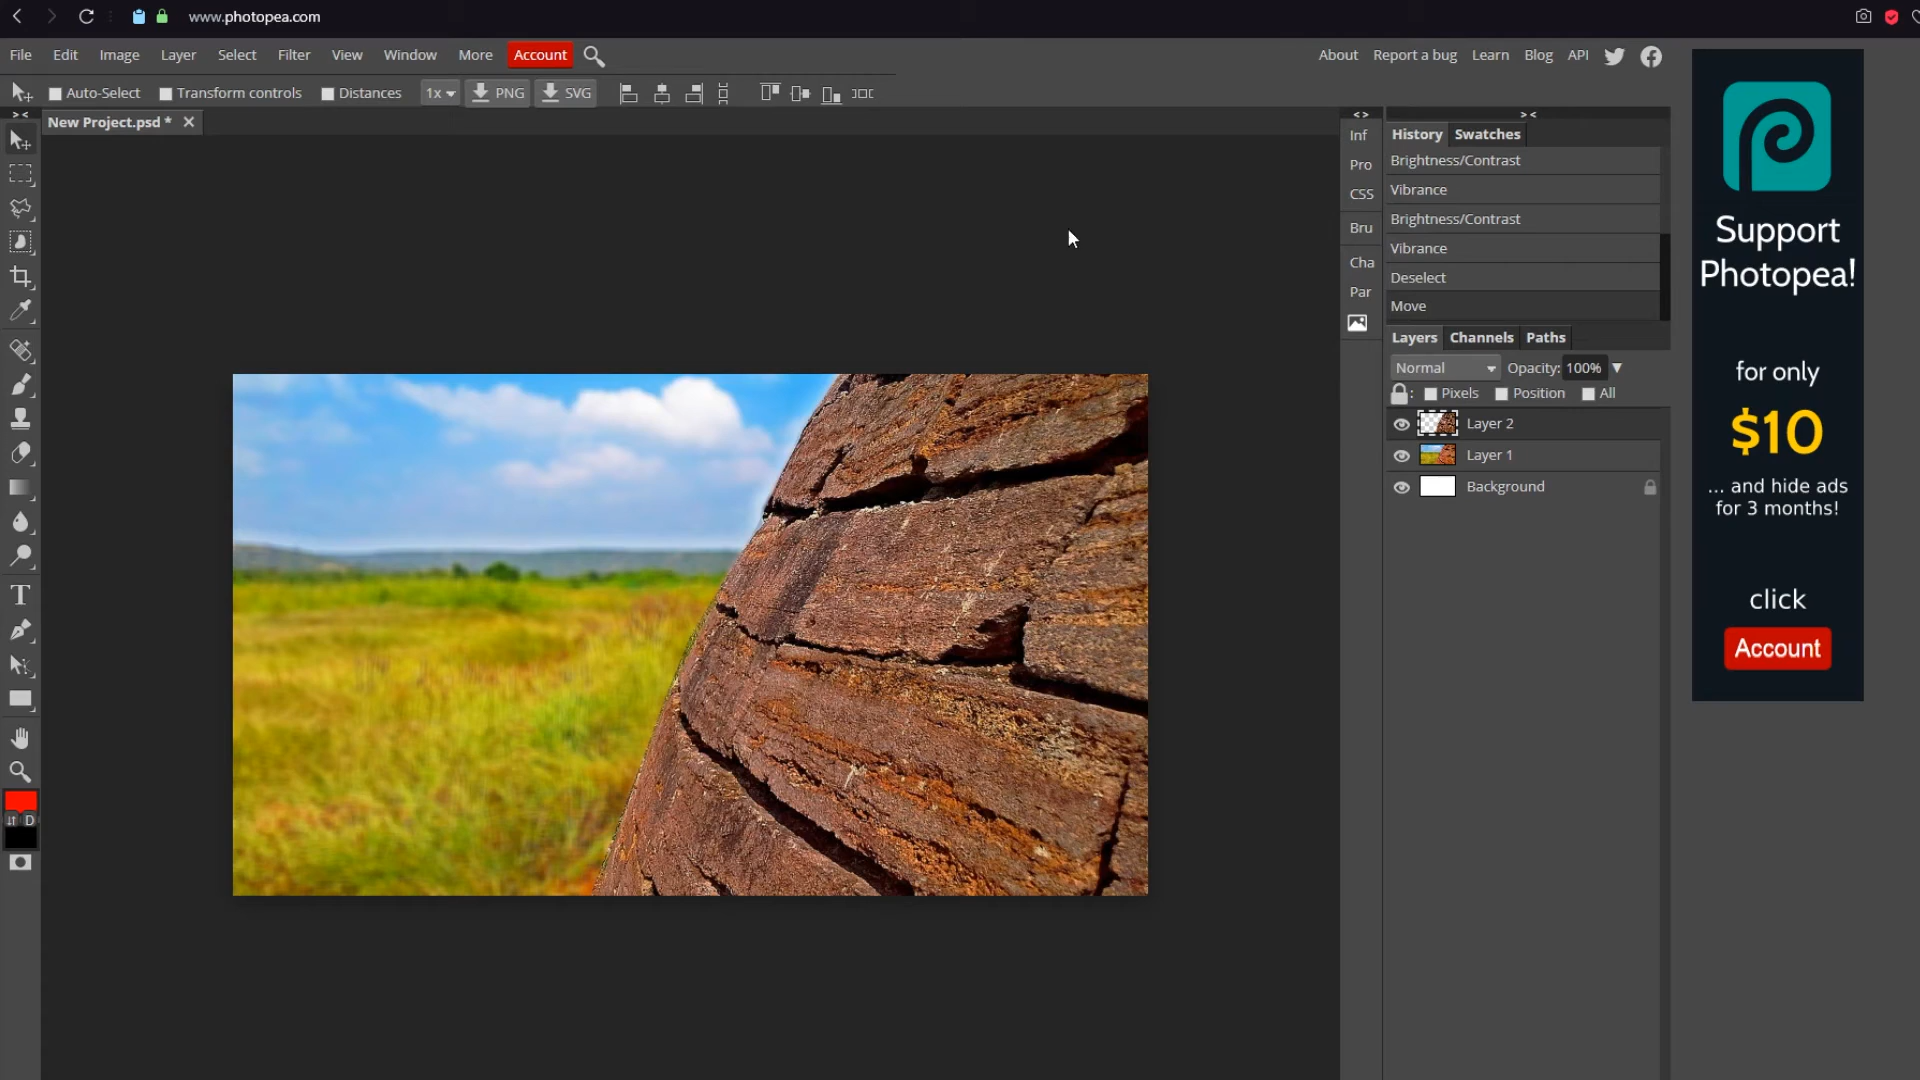 www.photopea.com
File Edit Image Layer Select Filter View Window More Account
About Report a bug Learn Blog API
Auto-Select Transform controls Distances 1x PNG SVG
New Project.psd *
Inf
Pro
CSS
Bru
Cha
Par
History Swatches
Brightness/Contrast
Vibrance
Brightness/Contrast
Vibrance
Deselect
Move
Layers Channels Paths
Normal Opacity: 100%
: Pixels Position All
Layer 2
Layer 1
Background
D
Support
Photopea!
for only
$10
... and hide ads
for 3 months!
click
Account